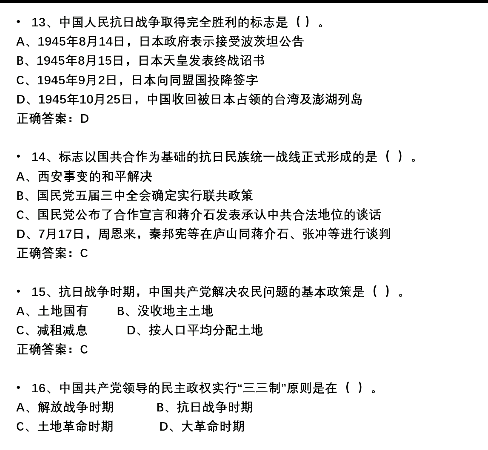 • 13、中国人民抗日战争取得完全胜利的标志是（ ）。
A、1945年8月14日，日本政府表示接受波茨坦公告
B、1945年8月15日，日本天皇发表终战诏书
C、1945年9月2日，日本向同盟国投降签字
D、1945年10月25日，中国收回被日本占领的台湾及澎湖列岛
正确答案：D
• 14、标志以国共合作为基础的抗日民族统一战线正式形成的是（ ）。
A、西安事变的和平解决
B、国民党五届三中全会确定实行联共政策
C、国民党公布了合作宣言和蒋介石发表承认中共合法地位的谈话
D、7月17日，周恩来，秦邦宪等在庐山同蒋介石、张冲等进行谈判
正确答案：C
• 15、抗日战争时期，中国共产党解决农民问题的基本政策是（ ）。
A、土地国有 B、没收地主土地
C、减租减息 D、按人口平均分配土地
正确答案：C
• 16、中国共产党领导的民主政权实行“三三制”原则是在（ ）。
A、解放战争时期 B、抗日战争时期
C、土地革命时期 D、大革命时期